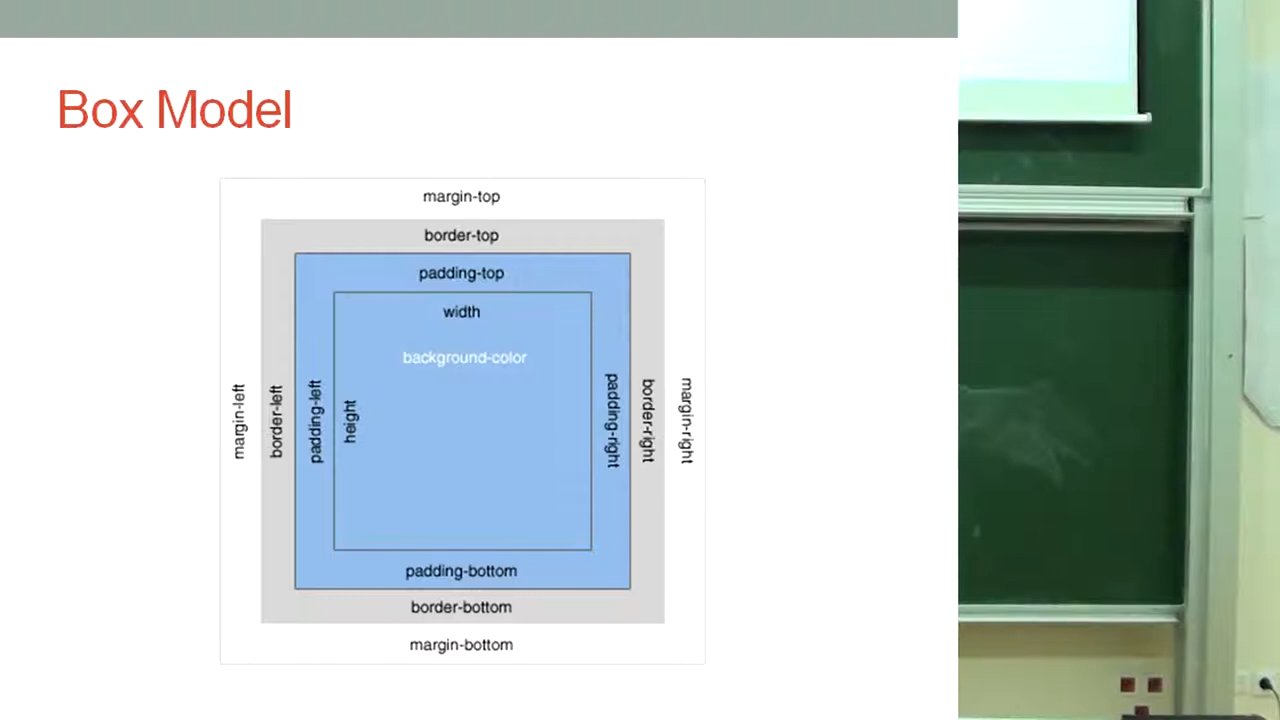 Box Model
margin-top
border-top
padding-top
width
background-color
margin-left
border-left
padding-left
height
padding-right
border-right
margin-right
padding-bottom
border-bottom
margin-bottom